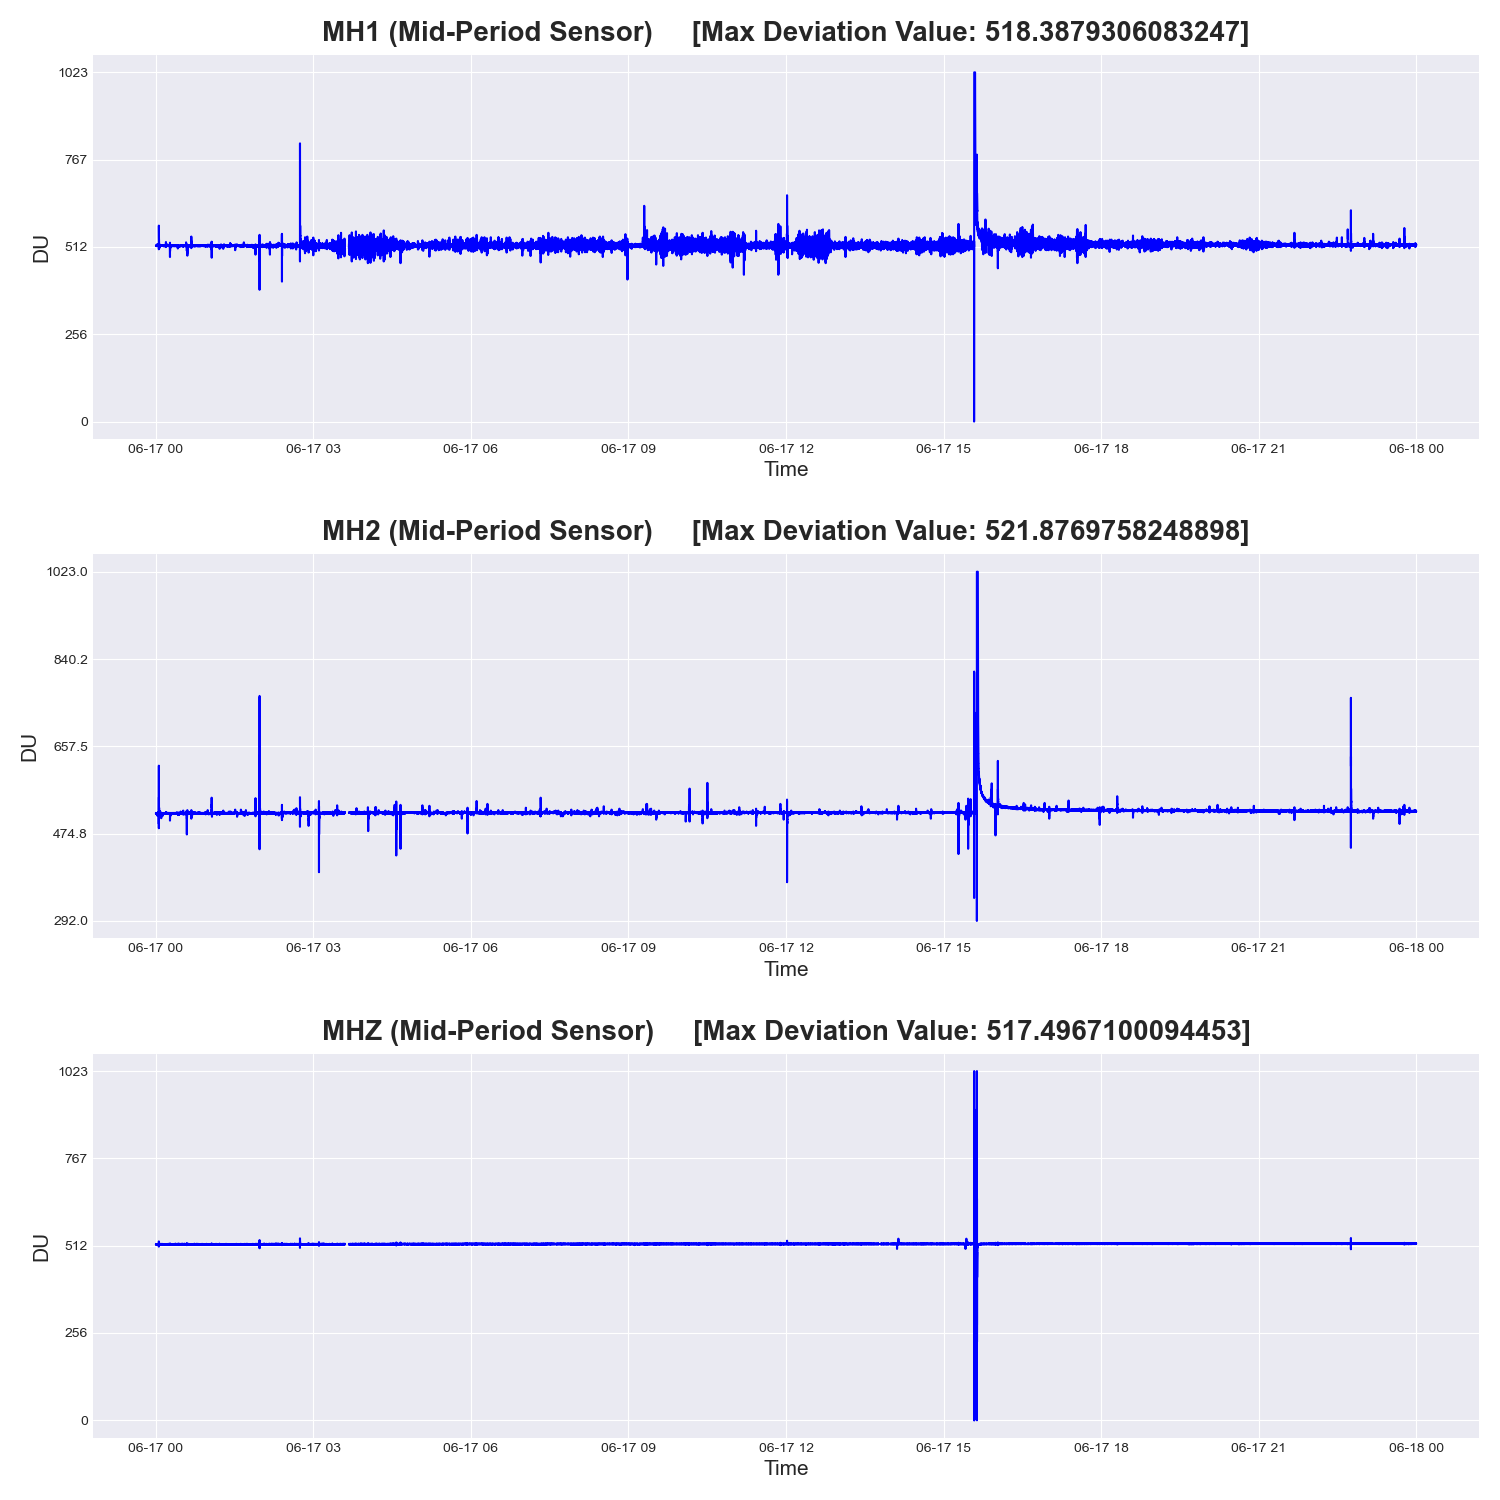 MH1 (Mid-Period Sensor) [Max Deviation Value: 518.3879306083247]
1023
767
512
256
0
DU
06-17 00 06-17 03 06-17 06 06-17 09 06-17 12 06-17 15 06-17 18 06-17 21 06-18 00
Time
MH2 (Mid-Period Sensor) [Max Deviation Value: 521.8769758248898]
1023.0
840.2
657.5
474.8
292.0
DU
06-17 00 06-17 03 06-17 06 06-17 09 06-17 12 06-17 15 06-17 18 06-17 21 06-18 00
Time
MHZ (Mid-Period Sensor) [Max Deviation Value: 517.4967100094453]
1023
767
512
256
0
DU
06-17 00 06-17 03 06-17 06 06-17 09 06-17 12 06-17 15 06-17 18 06-17 21 06-18 00
Time